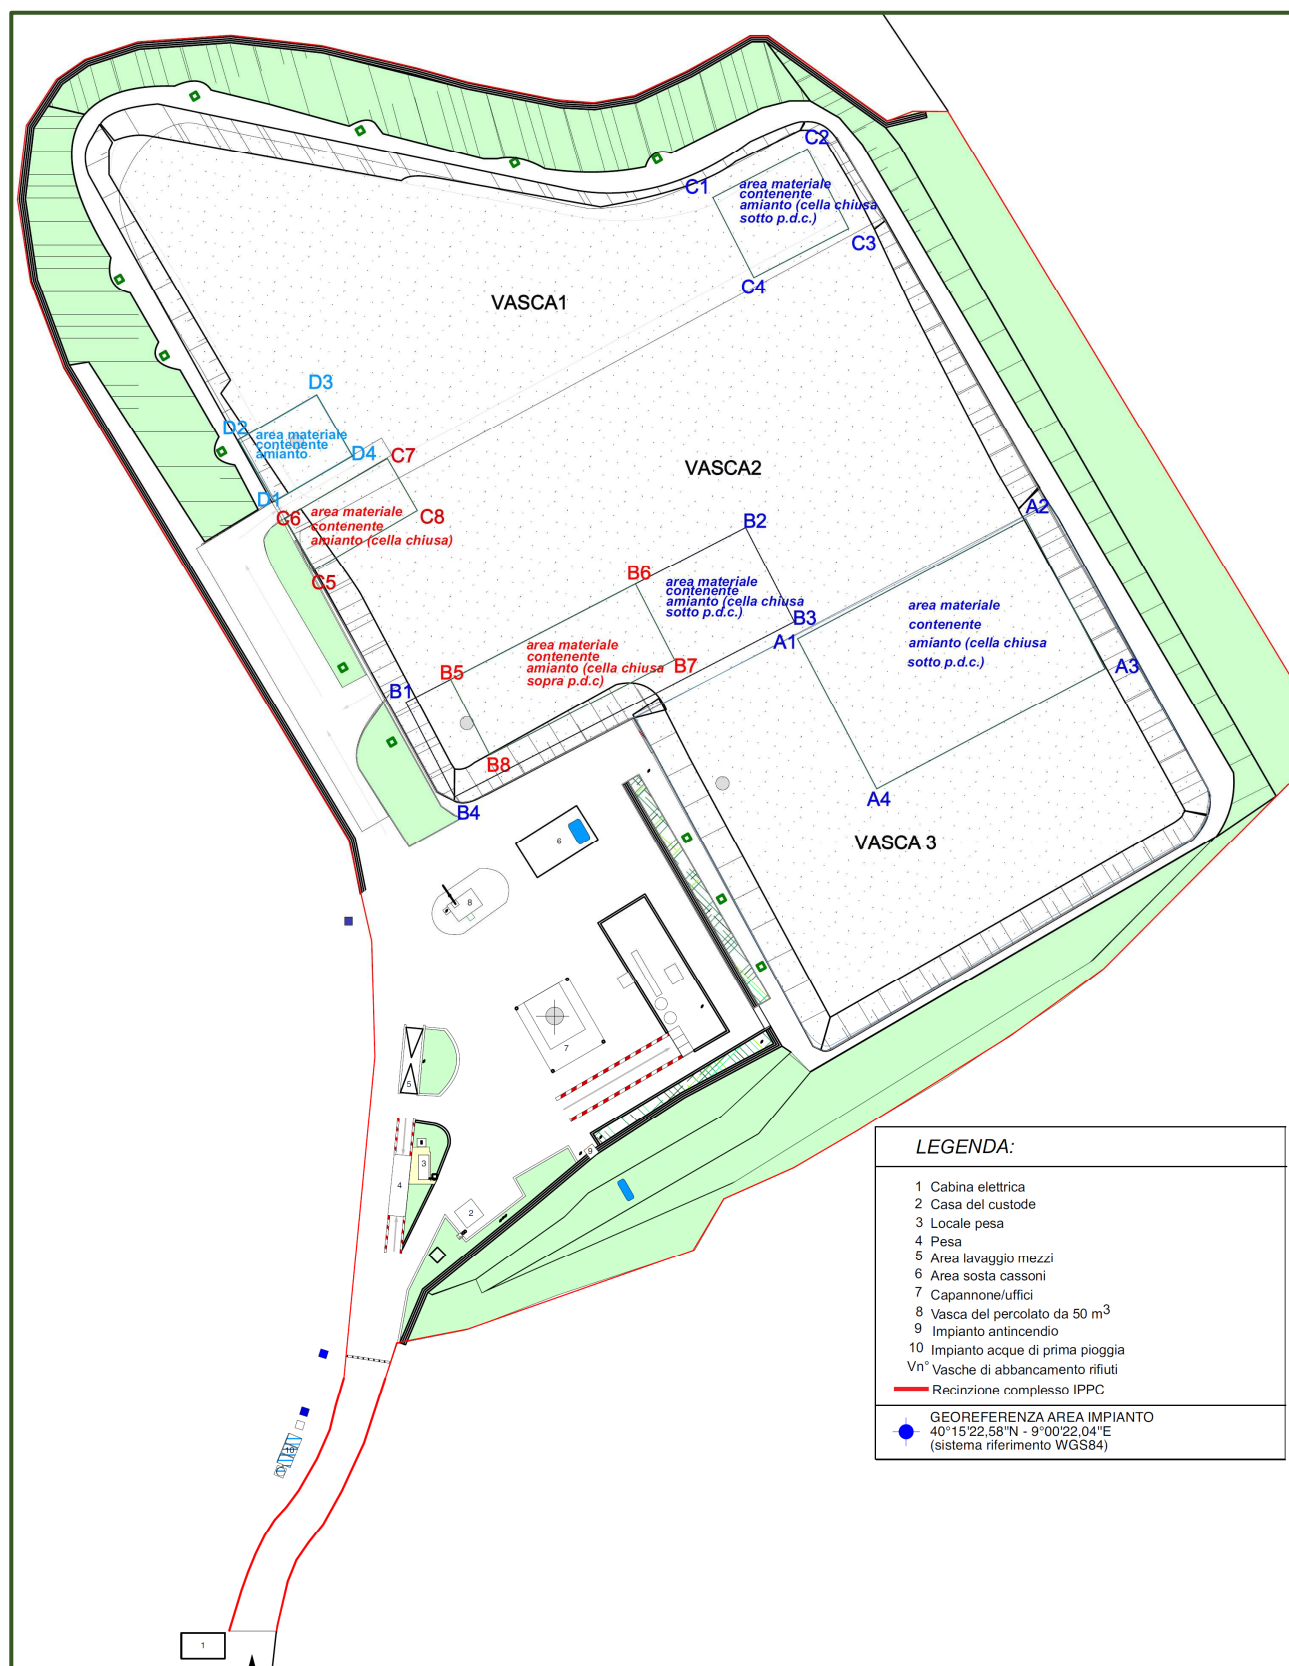 C2
C1
area materiale
contenente
amianto (cella chiusa
sotto p.d.c.)
C3
C4
VASCA1
D3
D2
area materiale
contenente
amianto
D4
C7
D1
C6
area materiale
contenente
amianto (cella chiusa)
C8
C5
VASCA2
A2
B2
B6
area materiale
contenente
amianto (cella chiusa
sotto p.d.c.)
B3
A1
area materiale
contenente
amianto (cella chiusa
sotto p.d.c.)
A3
area materiale
contenente
amianto (cella chiusa
sopra p.d.c)
B7
B5
B1
B8
B4
A4
VASCA 3
6
8
7
5
9
3
4
2
10
1
LEGENDA:
1 Cabina elettrica
2 Casa del custode
3 Locale pesa
4 Pesa
5 Area lavaggio mezzi
6 Area sosta cassoni
7 Capannone/uffici
8 Vasca del percolato da 50 m³
9 Impianto antincendio
10 Impianto acque di prima pioggia
Vn° Vasche di abbancamento rifiuti
Recinzione complesso IPPC
GEOREFERENZA AREA IMPIANTO
40°15'22,58"N - 9°00'22,04"E
(sistema riferimento WGS84)